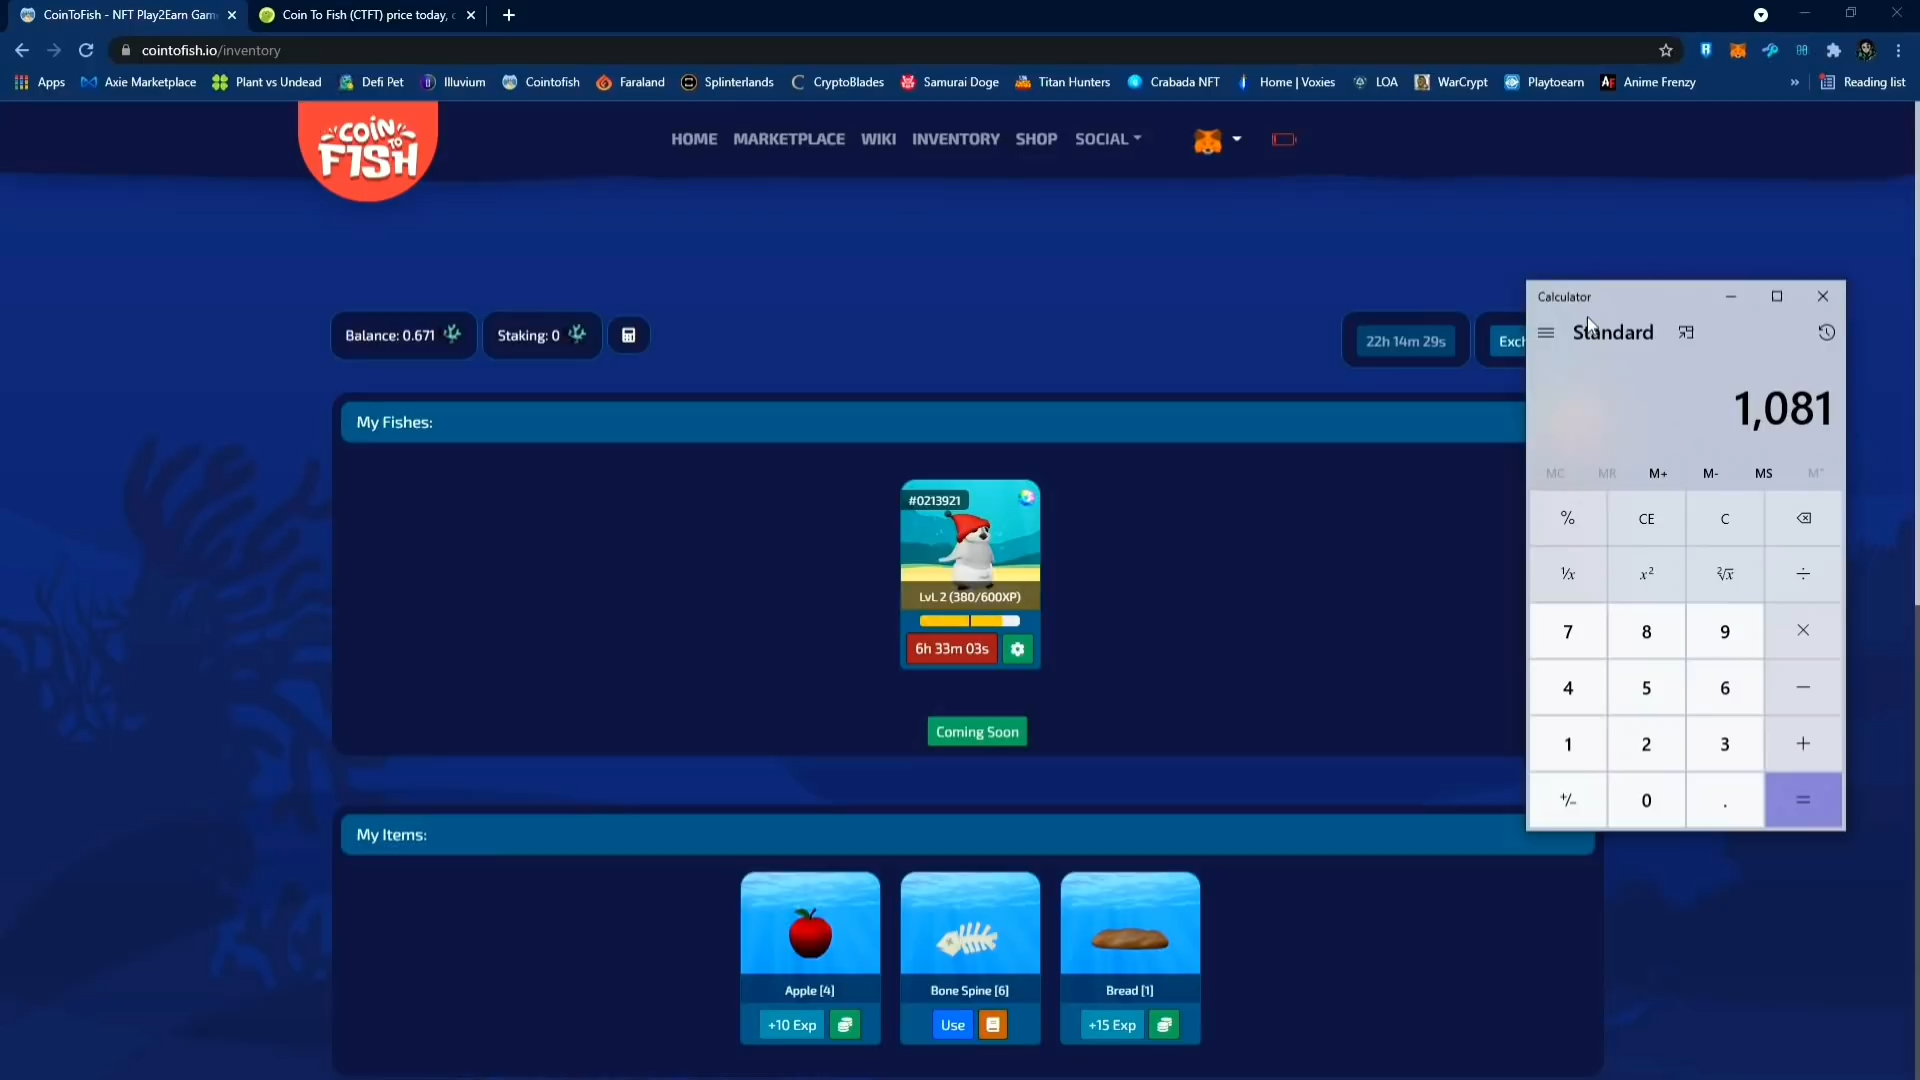 CoinToFish - NFT Play2Earn Gam
Coin To Fish (CTFT) price today, c
cointofish.io/inventory
Apps
Axie Marketplace
Plant vs Undead
Defi Pet
Illuvium
Cointofish
Faraland
Splinterlands
CryptoBlades
Samurai Doge
Titan Hunters
Crabada NFT
Home | Voxies
LOA
WarCrypt
Playtoearn
AF
Anime Frenzy
»
Reading list
COIN TO FISH
HOME
MARKETPLACE
WIKI
INVENTORY
SHOP
SOCIAL
Balance: 0.671
Staking: 0
22h 14m 29s
Exch
My Fishes:
#0213921
LvL 2 (380/600XP)
6h 33m 03s
Coming Soon
My Items:
Apple [4]
Bone Spine [6]
Bread [1]
+10 Exp
Use
+15 Exp
Calculator
Standard
1,081
MC
MR
M+
M-
MS
M˅
%
CE
C
⅟x
x²
²√x
÷
7
8
9
×
4
5
6
−
1
2
3
+
+/−
0
.
=